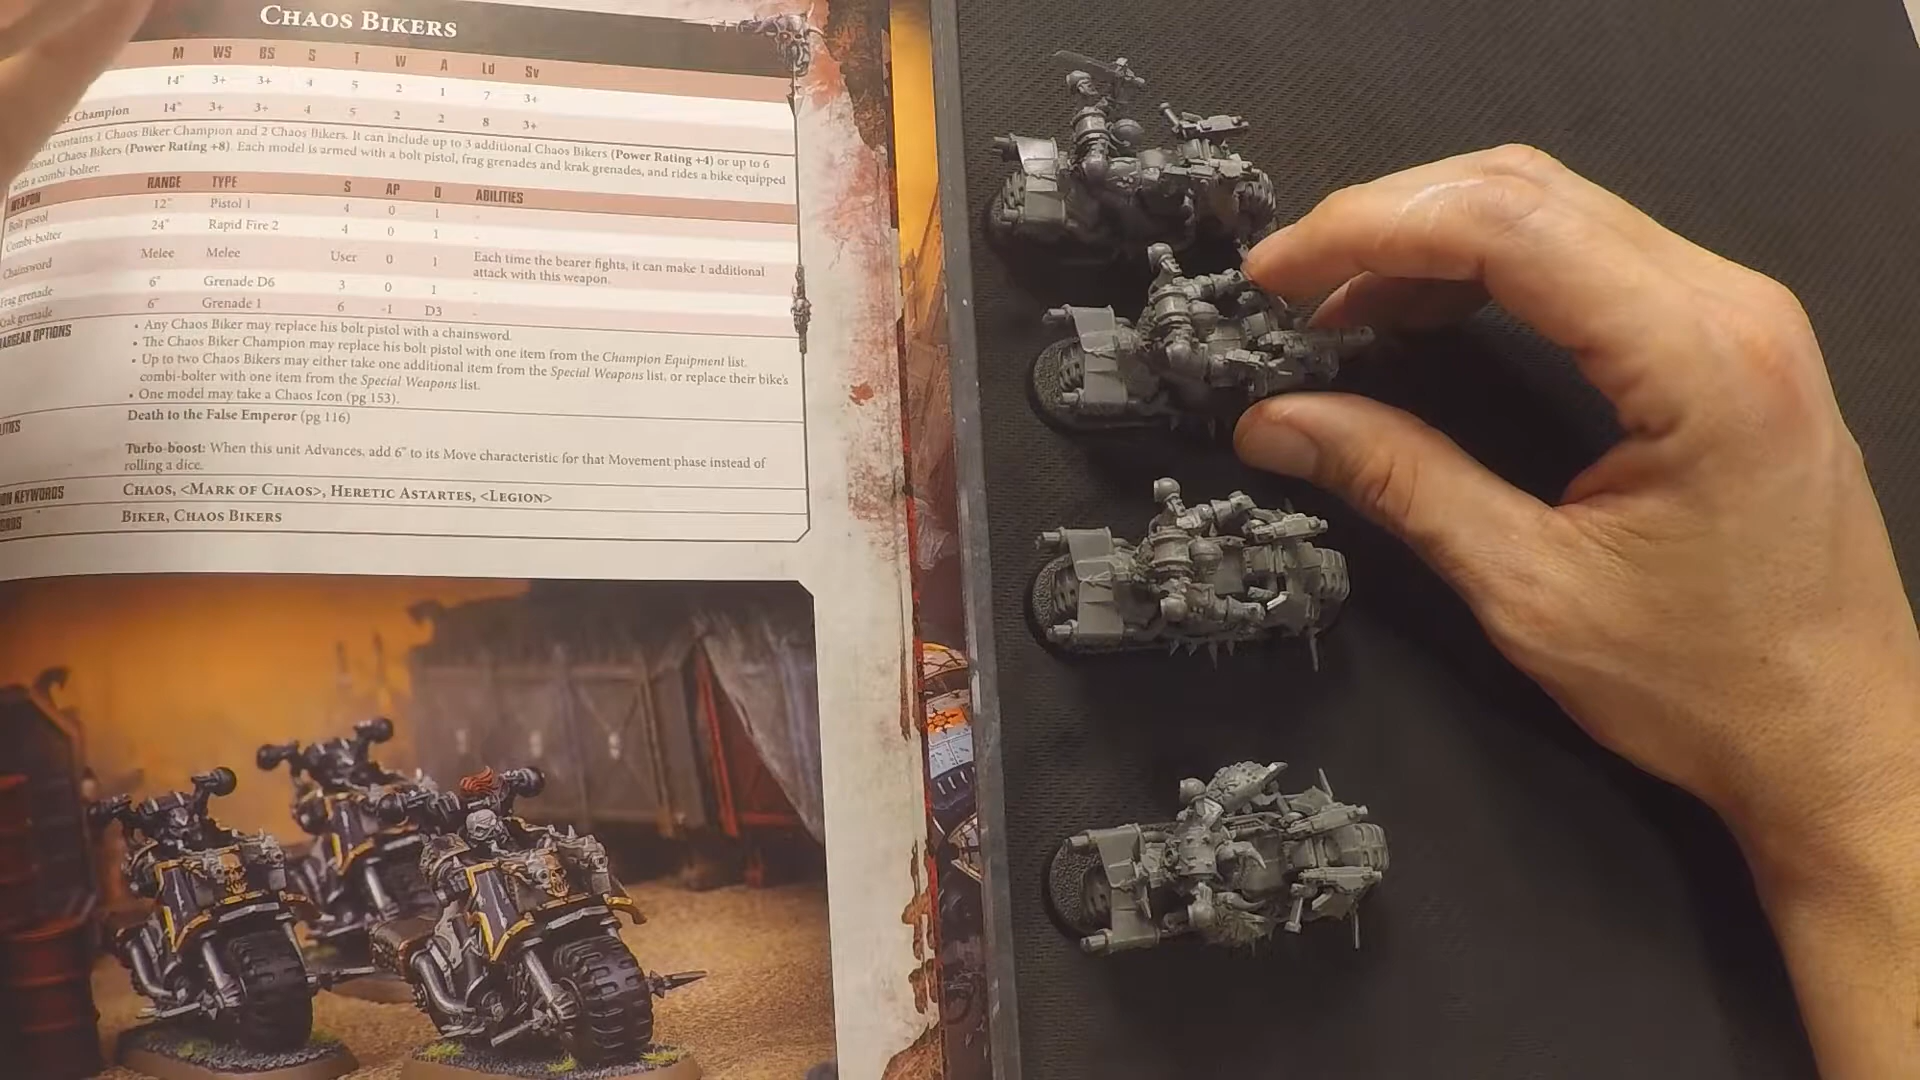 CHAOS BIKERS
M WS BS S T W A Ld Sv
14" 3+ 3+ 4 5 2 1 7 3+
Champion 14" 3+ 3+ 4 5 2 2 8 3+
contains 1 Chaos Biker Champion and 2 Chaos Bikers. It can include up to 3 additional Chaos Bikers (Power Rating +4) or up to 6
Chaos Bikers (Power Rating +8). Each model is armed with a bolt pistol, frag grenades and krak grenades, and rides a bike equipped
with a combi-bolter.
WEAPON RANGE TYPE S AP D ABILITIES
Bolt pistol 12" Pistol 1 4 0 1 -
Combi-bolter 24" Rapid Fire 2 4 0 1 -
Chainsword Melee Melee User 0 1 Each time the bearer fights, it can make 1 additional
attack with this weapon.
Frag grenade 6" Grenade D6 3 0 1 -
Krak grenade 6" Grenade 1 6 -1 D3 -
OPTIONS • Any Chaos Biker may replace his bolt pistol with a chainsword.
• The Chaos Biker Champion may replace his bolt pistol with one item from the Champion Equipment list.
• Up to two Chaos Bikers may either take one additional item from the Special Weapons list, or replace their bike's
combi-bolter with one item from the Special Weapons list.
• One model may take a Chaos Icon (pg 153).
Death to the False Emperor (pg 116)
Turbo-boost: When this unit Advances, add 6" to its Move characteristic for that Movement phase instead of
rolling a dice.
KEYWORDS CHAOS, <MARK OF CHAOS>, HERETIC ASTARTES, <LEGION>
BIKER, CHAOS BIKERS